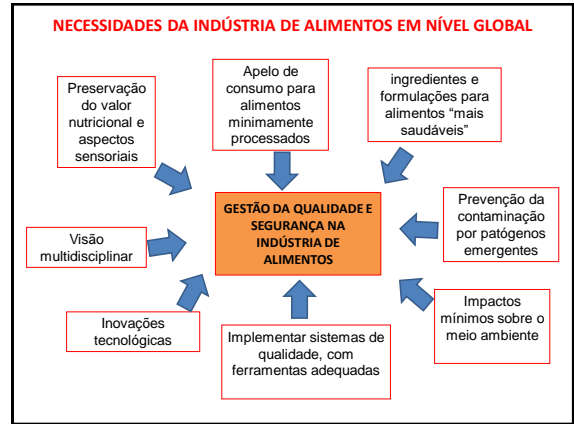 NECESSIDADES DA INDÚSTRIA DE ALIMENTOS EM NÍVEL GLOBAL
Preservação
do valor
nutricional e
aspectos
sensoriais
Apelo de
consumo para
alimentos
minimamente
processados
ingredientes e
formulações para
alimentos “mais
saudáveis”
GESTÃO DA QUALIDADE E
SEGURANÇA NA
INDÚSTRIA DE
ALIMENTOS
Prevenção da
contaminação
por patógenos
emergentes
Visão
multidisciplinar
Inovações
tecnológicas
Implementar sistemas de
qualidade, com
ferramentas adequadas
Impactos
mínimos sobre o
meio ambiente